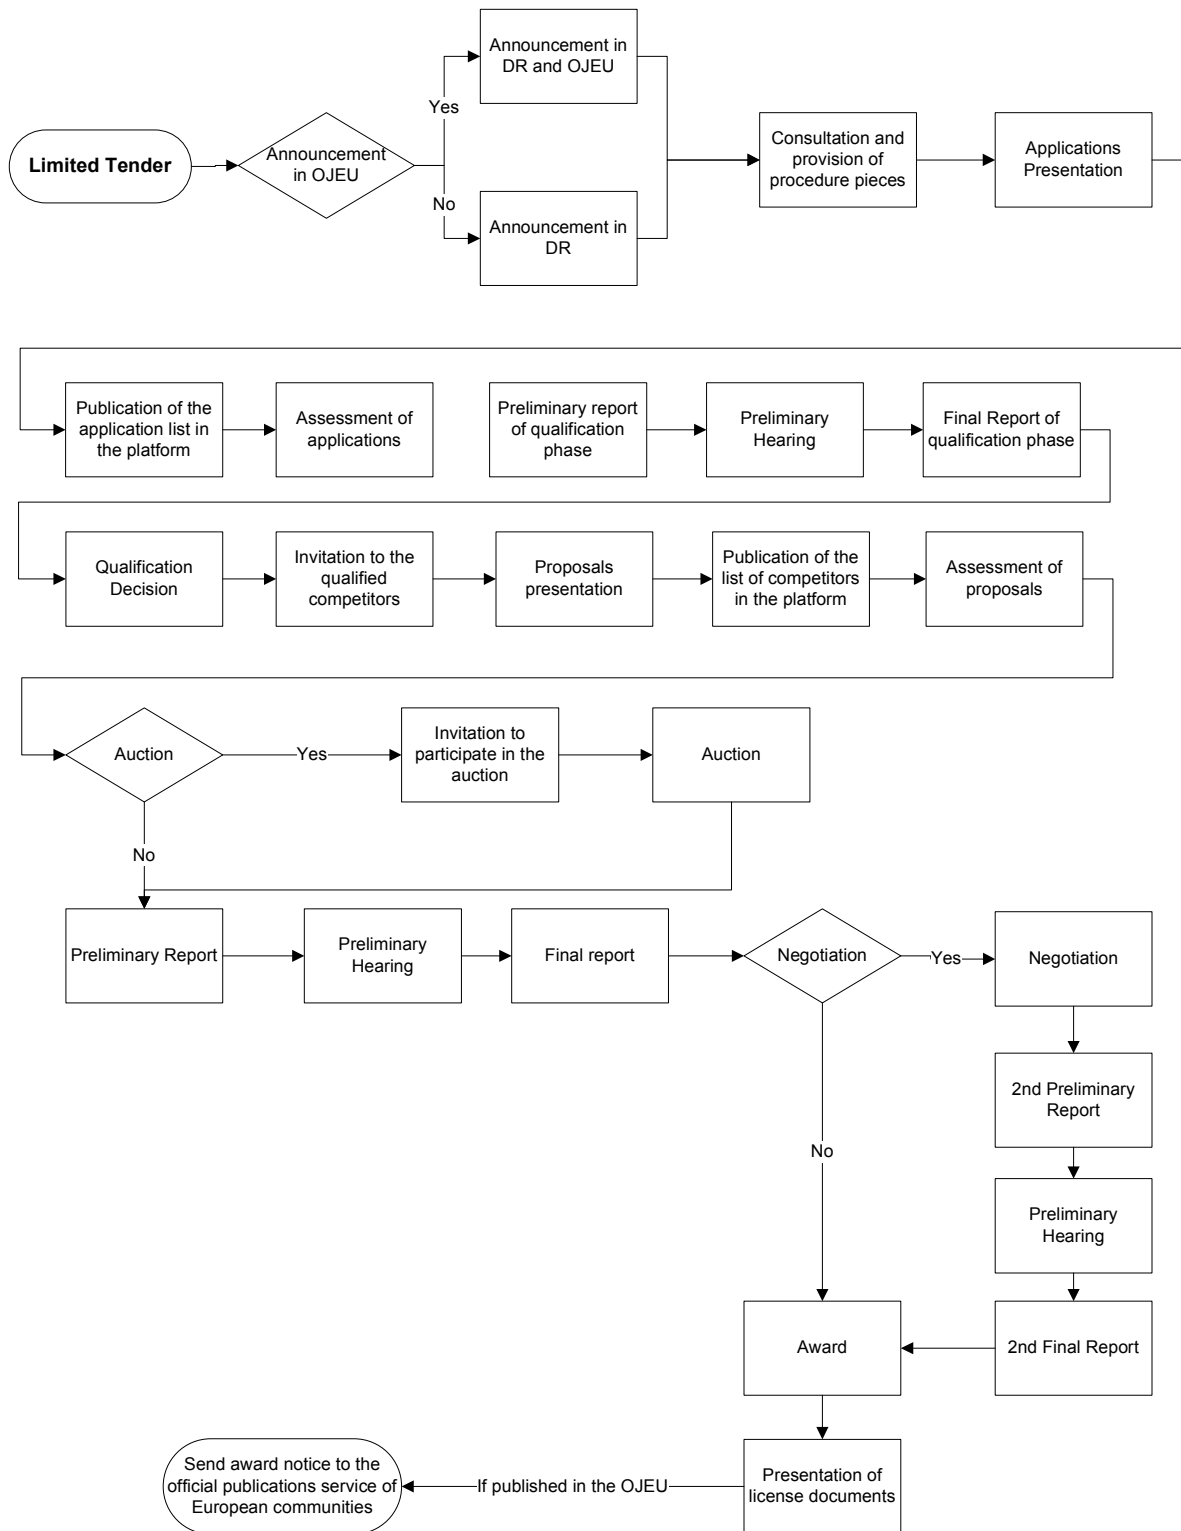 Limited Tender
Announcement
in OJEU
Yes
No
Announcement in
DR and OJEU
Announcement in
DR
Consultation and
provision of
procedure pieces
Applications
Presentation
Publication of the
application list in
the platform
Assessment of
applications
Preliminary report
of qualification
phase
Preliminary
Hearing
Final Report of
qualification phase
Qualification
Decision
Invitation to the
qualified
competitors
Proposals
presentation
Publication of the
list of competitors
in the platform
Assessment of
proposals
Auction
Yes
Invitation to
participate in the
auction
Auction
No
Preliminary Report
Preliminary
Hearing
Final report
Negotiation
Yes
Negotiation
2nd Preliminary
Report
No
Preliminary
Hearing
2nd Final Report
Award
Presentation of
license documents
If published in the OJEU
Send award notice to the
official publications service of
European communities